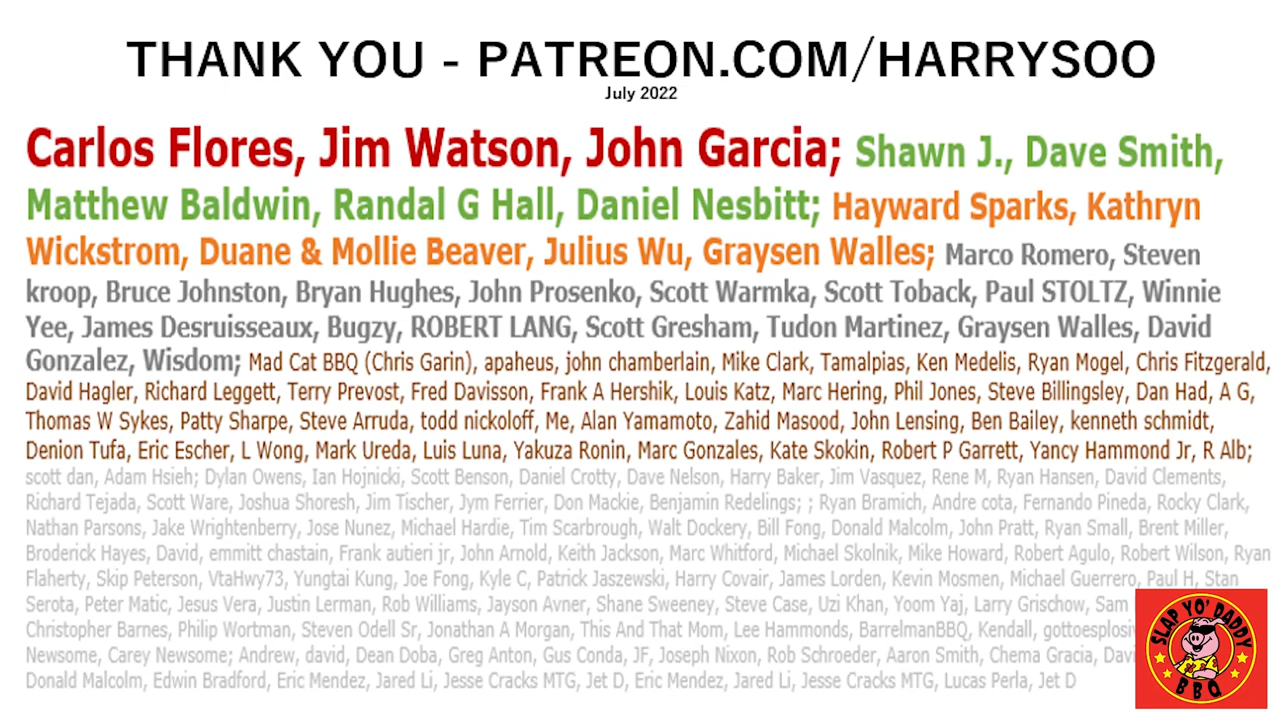 THANK YOU - PATREON.COM/HARRYSOO
July 2022
Carlos Flores, Jim Watson, John Garcia; Shawn J., Dave Smith,
Matthew Baldwin, Randal G Hall, Daniel Nesbitt; Hayward Sparks, Kathryn
Wickstrom, Duane & Mollie Beaver, Julius Wu, Graysen Walles; Marco Romero, Steven
kroop, Bruce Johnston, Bryan Hughes, John Prosenko, Scott Warmka, Scott Toback, Paul STOLTZ, Winnie
Yee, James Desruisseaux, Bugzy, ROBERT LANG, Scott Gresham, Tudon Martinez, Graysen Walles, David
Gonzalez, Wisdom; Mad Cat BBQ (Chris Garin), apaheus, john chamberlain, Mike Clark, Tamalpias, Ken Medelis, Ryan Mogel, Chris Fitzgerald,
David Hagler, Richard Leggett, Terry Prevost, Fred Davisson, Frank A Hershik, Louis Katz, Marc Hering, Phil Jones, Steve Billingsley, Dan Had, A G,
Thomas W Sykes, Patty Sharpe, Steve Arruda, todd nickoloff, Me, Alan Yamamoto, Zahid Masood, John Lensing, Ben Bailey, kenneth schmidt,
Denion Tufa, Eric Escher, L Wong, Mark Ureda, Luis Luna, Yakuza Ronin, Marc Gonzales, Kate Skokin, Robert P Garrett, Yancy Hammond Jr, R Alb;
scott dan, Adam Hsieh; Dylan Owens, Ian Hojnicki, Scott Benson, Daniel Crotty, Dave Nelson, Harry Baker, Jim Vasquez, Rene M, Ryan Hansen, David Clements,
Richard Tejada, Scott Ware, Joshua Shoresh, Jim Tischer, Jym Ferrier, Don Mackie, Benjamin Redelings; ; Ryan Bramich, Andre cota, Fernando Pineda, Rocky Clark,
Nathan Parsons, Jake Wrightenberry, Jose Nunez, Michael Hardie, Tim Scarbrough, Walt Dockery, Bill Fong, Donald Malcolm, John Pratt, Ryan Small, Brent Miller,
Broderick Hayes, David, emmitt chastain, Frank autieri jr, John Arnold, Keith Jackson, Marc Whitford, Michael Skolnik, Mike Howard, Robert Agulo, Robert Wilson, Ryan
Flaherty, Skip Peterson, VtaHwy73, Yungtai Kung, Joe Fong, Kyle C, Patrick Jaszewski, Harry Covair, James Lorden, Kevin Mosmen, Michael Guerrero, Paul H, Stan
Serota, Peter Matic, Jesus Vera, Justin Lerman, Rob Williams, Jayson Avner, Shane Sweeney, Steve Case, Uzi Khan, Yom Yaj, Larry Grischow, Sam
Christopher Barnes, Philip Wortman, Steven Odell Sr, Jonathan Morgan, This And That Mom, Lee Hammonds, BarrelmanBBQ, Kendall,
Newsome, Carey Newsome; Andrew, david, Dean Doba, Greg Anton, Gus Conda, JF, Joseph Nixon, Rob Schroeder, Aaron Smith, Chema Gracia,
Donald Malcolm, Edwin Bradford, Eric Mendez, Jared Li, Jesse Cracks MTG, Jet D, Eric Mendez, Jared Li, Jesse Cracks MTG, Lucas Perla, Jet D
SLAP YO' DADDY
BBQ